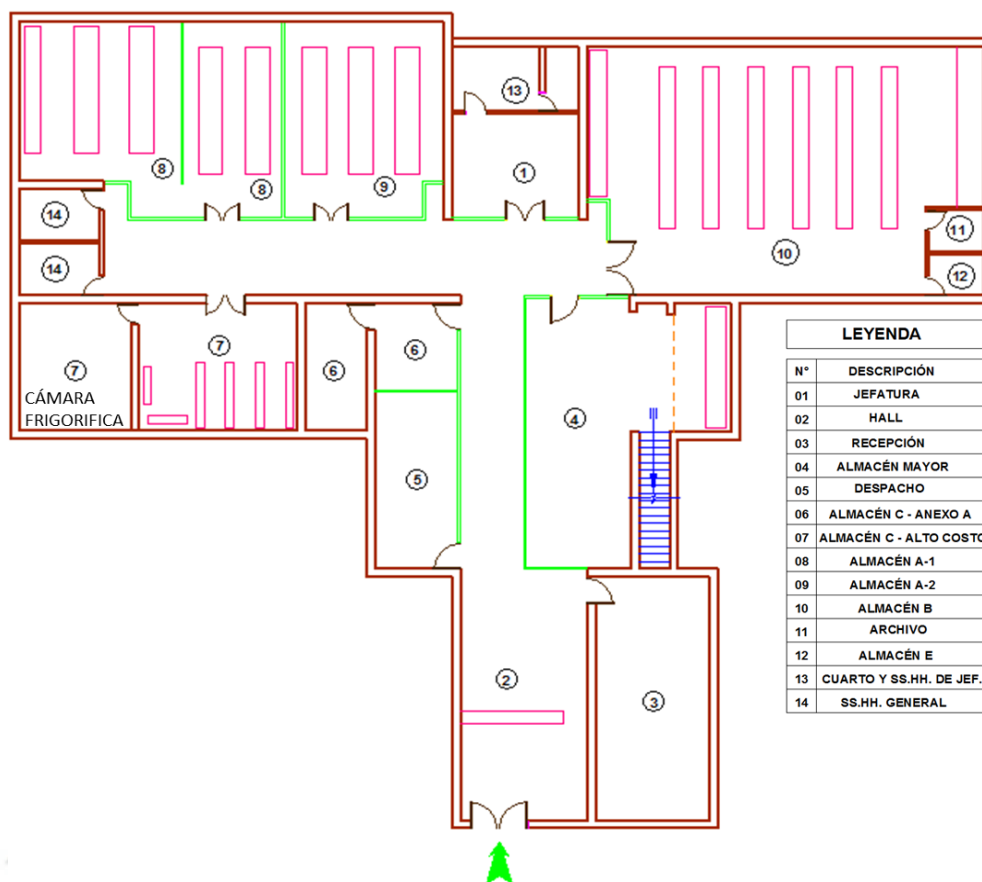 13
8
1
8
9
14
11
10
14
12
7
6
7
6
CÁMARA
FRIGORIFICA
4
5
2
3
LEYENDA
N° DESCRIPCIÓN
01 JEFATURA
02 HALL
03 RECEPCIÓN
04 ALMACÉN MAYOR
05 DESPACHO
06 ALMACÉN C - ANEXO A
07 ALMACÉN C - ALTO COSTO
08 ALMACÉN A-1
09 ALMACÉN A-2
10 ALMACÉN B
11 ARCHIVO
12 ALMACÉN E
13 CUARTO Y SS.HH. DE JEF.
14 SS.HH. GENERAL